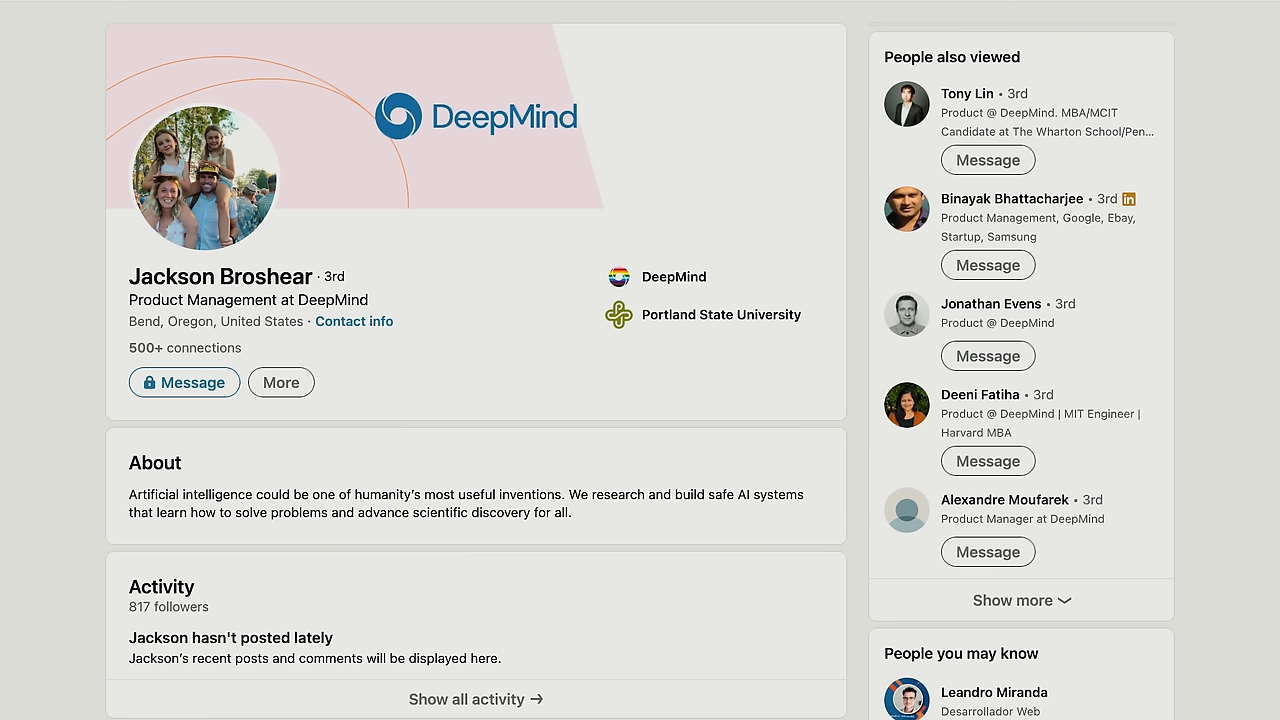 DeepMind
Jackson Broshear · 3rd
Product Management at DeepMind
Bend, Oregon, United States · Contact info
500+ connections
Message
More
DeepMind
Portland State University
About
Artificial intelligence could be one of humanity's most useful inventions. We research and build safe AI systems
that learn how to solve problems and advance scientific discovery for all.
Activity
817 followers
Jackson hasn't posted lately
Jackson's recent posts and comments will be displayed here.
Show all activity →
People also viewed
Tony Lin • 3rd
Product @ DeepMind. MBA/MCIT
Candidate at The Wharton School/Pen...
Message
Binayak Bhattacharjee • 3rd in
Product Management, Google, Ebay,
Startup, Samsung
Message
Jonathan Evens • 3rd
Product @ DeepMind
Message
Deeni Fatiha • 3rd
Product @ DeepMind | MIT Engineer |
Harvard MBA
Message
Alexandre Moufarek • 3rd
Product Manager at DeepMind
Message
Show more
People you may know
Leandro Miranda
Desarrollador Web